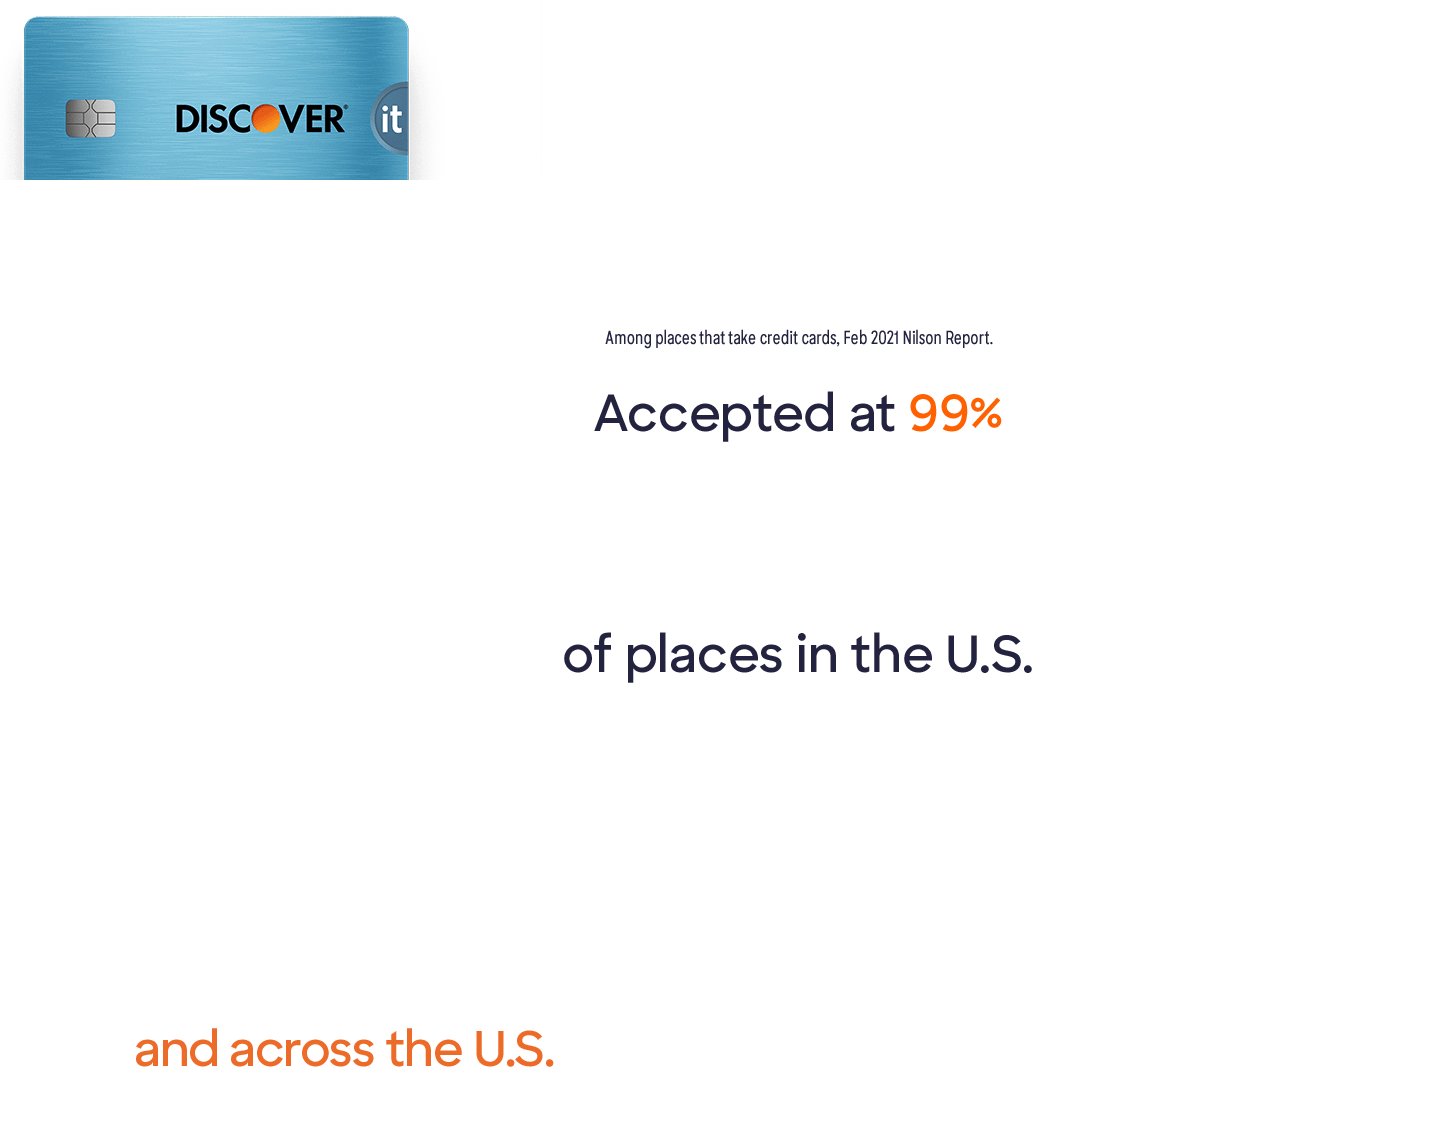 DISCOVER®
it
Among places that take credit cards, Feb 2021 Nilson Report.
Accepted at 99%
of places in the U.S.
and across the U.S.